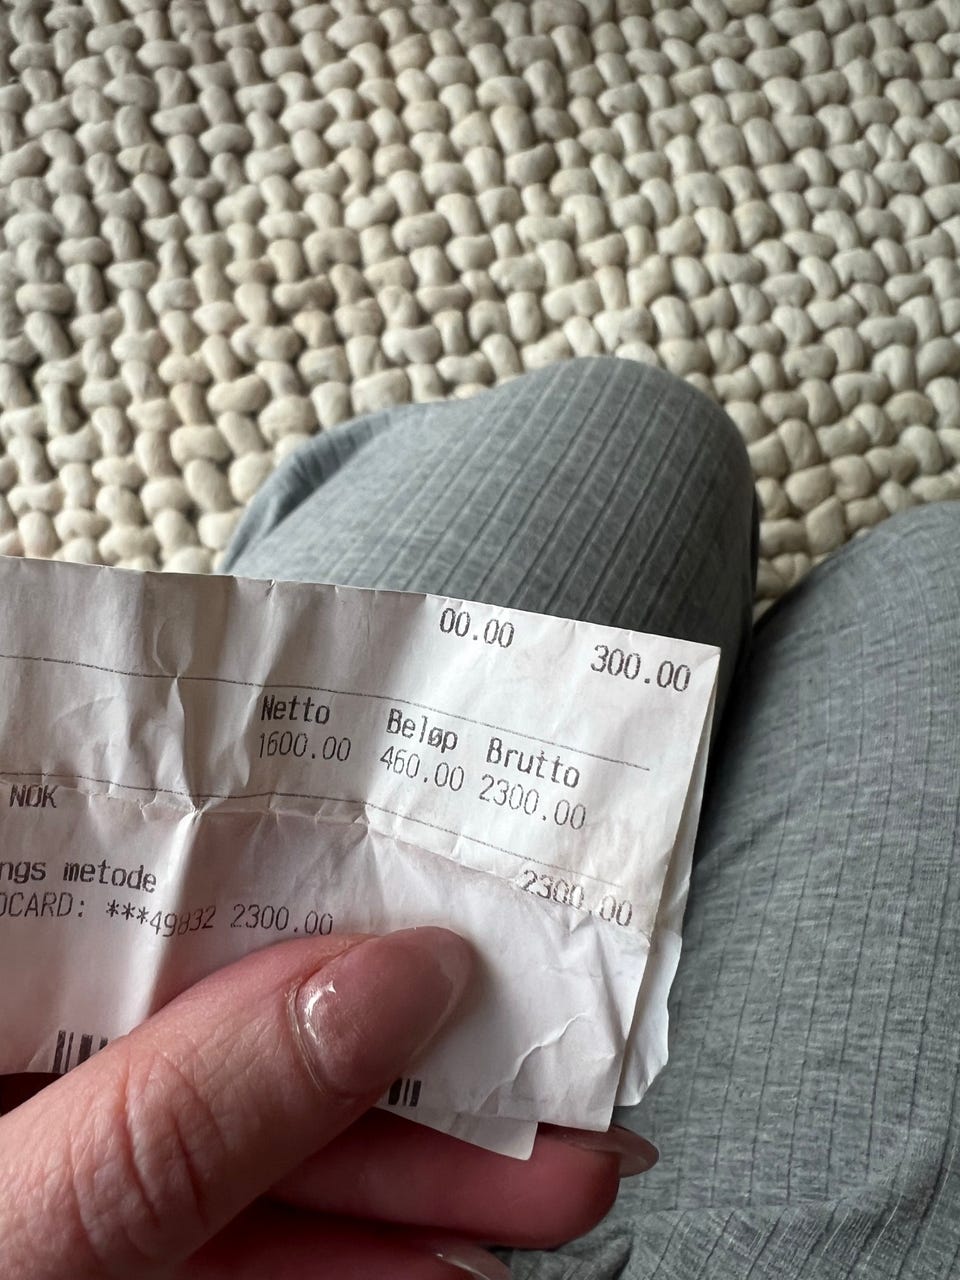 00.00 300.00
Netto Beløp Brutto
1600.00 460.00 2300.00
NOK 2300.00
ngs metode
OCARD: ***49832 2300.00